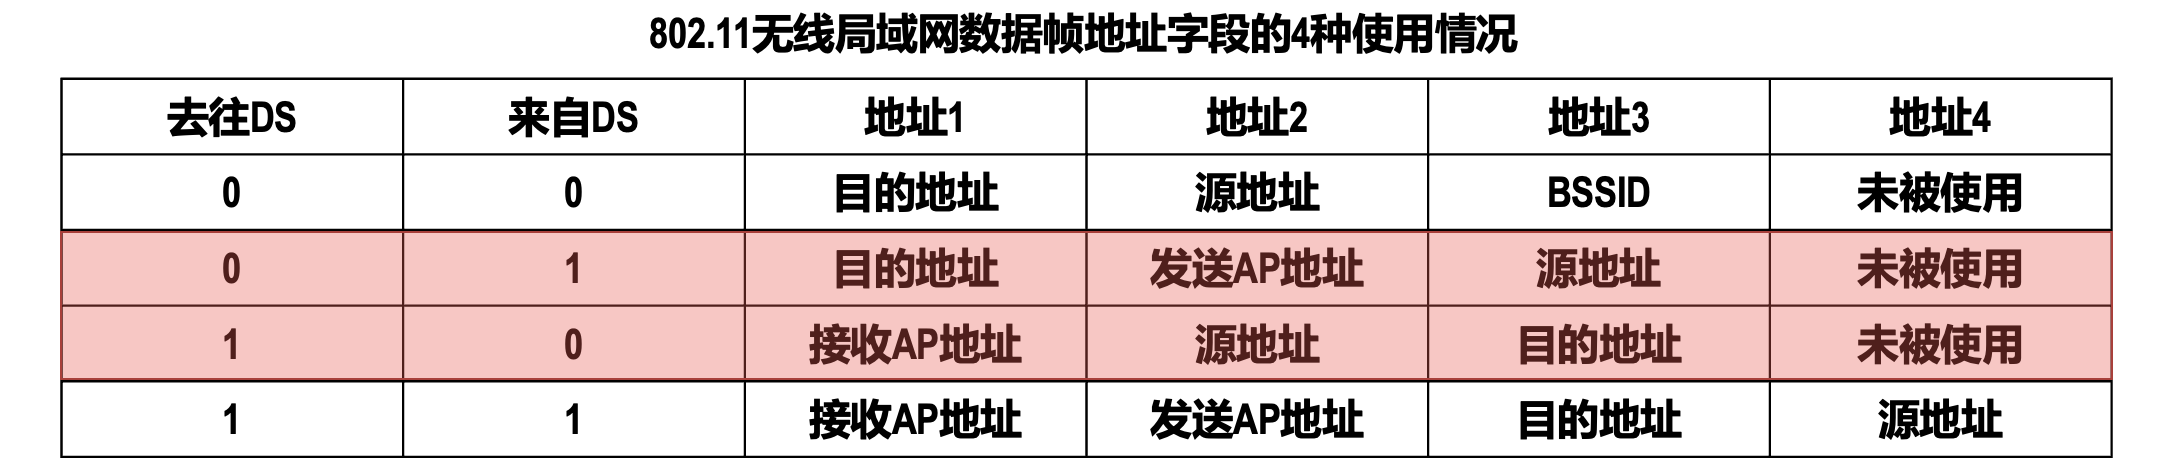 802.11无线局域网数据帧地址字段的4种使用情况
去往DS 来自DS 地址1 地址2 地址3 地址4
0 0 目的地址 源地址 BSSID 未被使用
0 1 目的地址 发送AP地址 源地址 未被使用
1 0 接收AP地址 源地址 目的地址 未被使用
1 1 接收AP地址 发送AP地址 目的地址 源地址